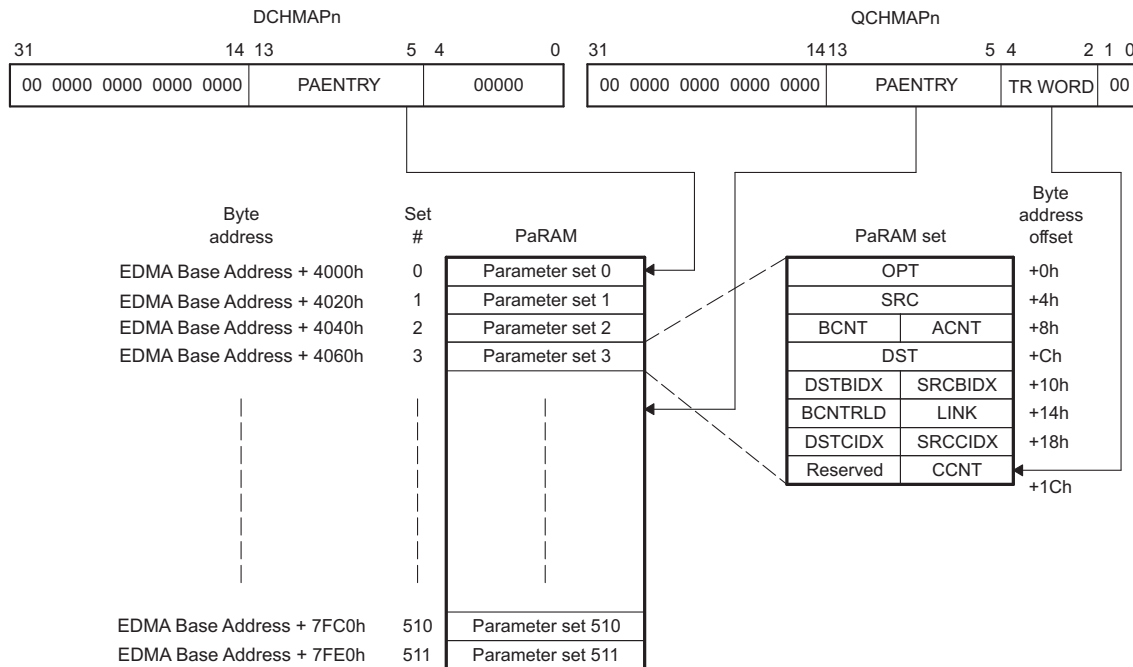 DCHMAPn
QCHMAPn
31 14 13 5 4 0
31 14 13 5 4 2 1 0
00 0000 0000 0000 0000 PAENTRY 00000
00 0000 0000 0000 0000 PAENTRY TR WORD 00
Byte
address
Set
#
PaRAM
PaRAM set
Byte
address
offset
EDMA Base Address + 4000h 0 Parameter set 0
EDMA Base Address + 4020h 1 Parameter set 1
EDMA Base Address + 4040h 2 Parameter set 2
EDMA Base Address + 4060h 3 Parameter set 3
OPT +0h
SRC +4h
BCNT ACNT +8h
DST +Ch
DSTBIDX SRCBIDX +10h
BCNTRLD LINK +14h
DSTCIDX SRCCIDX +18h
Reserved CCNT +1Ch
EDMA Base Address + 7FC0h 510 Parameter set 510
EDMA Base Address + 7FE0h 511 Parameter set 511